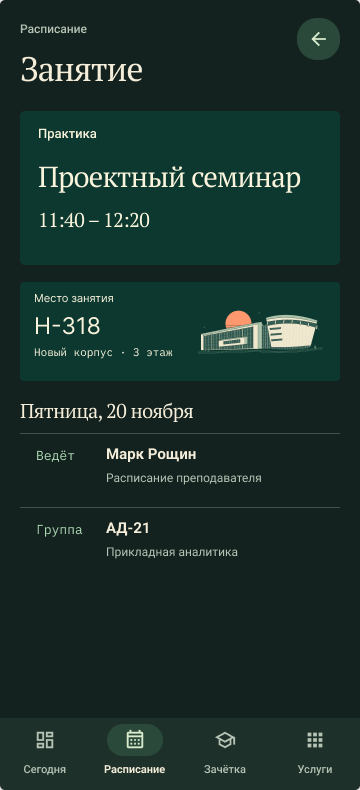 Расписание
Занятие
Практика
Проектный семинар
11:40 – 12:20
Место занятия
Н-318
Новый корпус · 3 этаж
Пятница, 20 ноября
Ведёт
Марк Рощин
Расписание преподавателя
Группа
АД-21
Прикладная аналитика
Сегодня
Расписание
Зачётка
Услуги